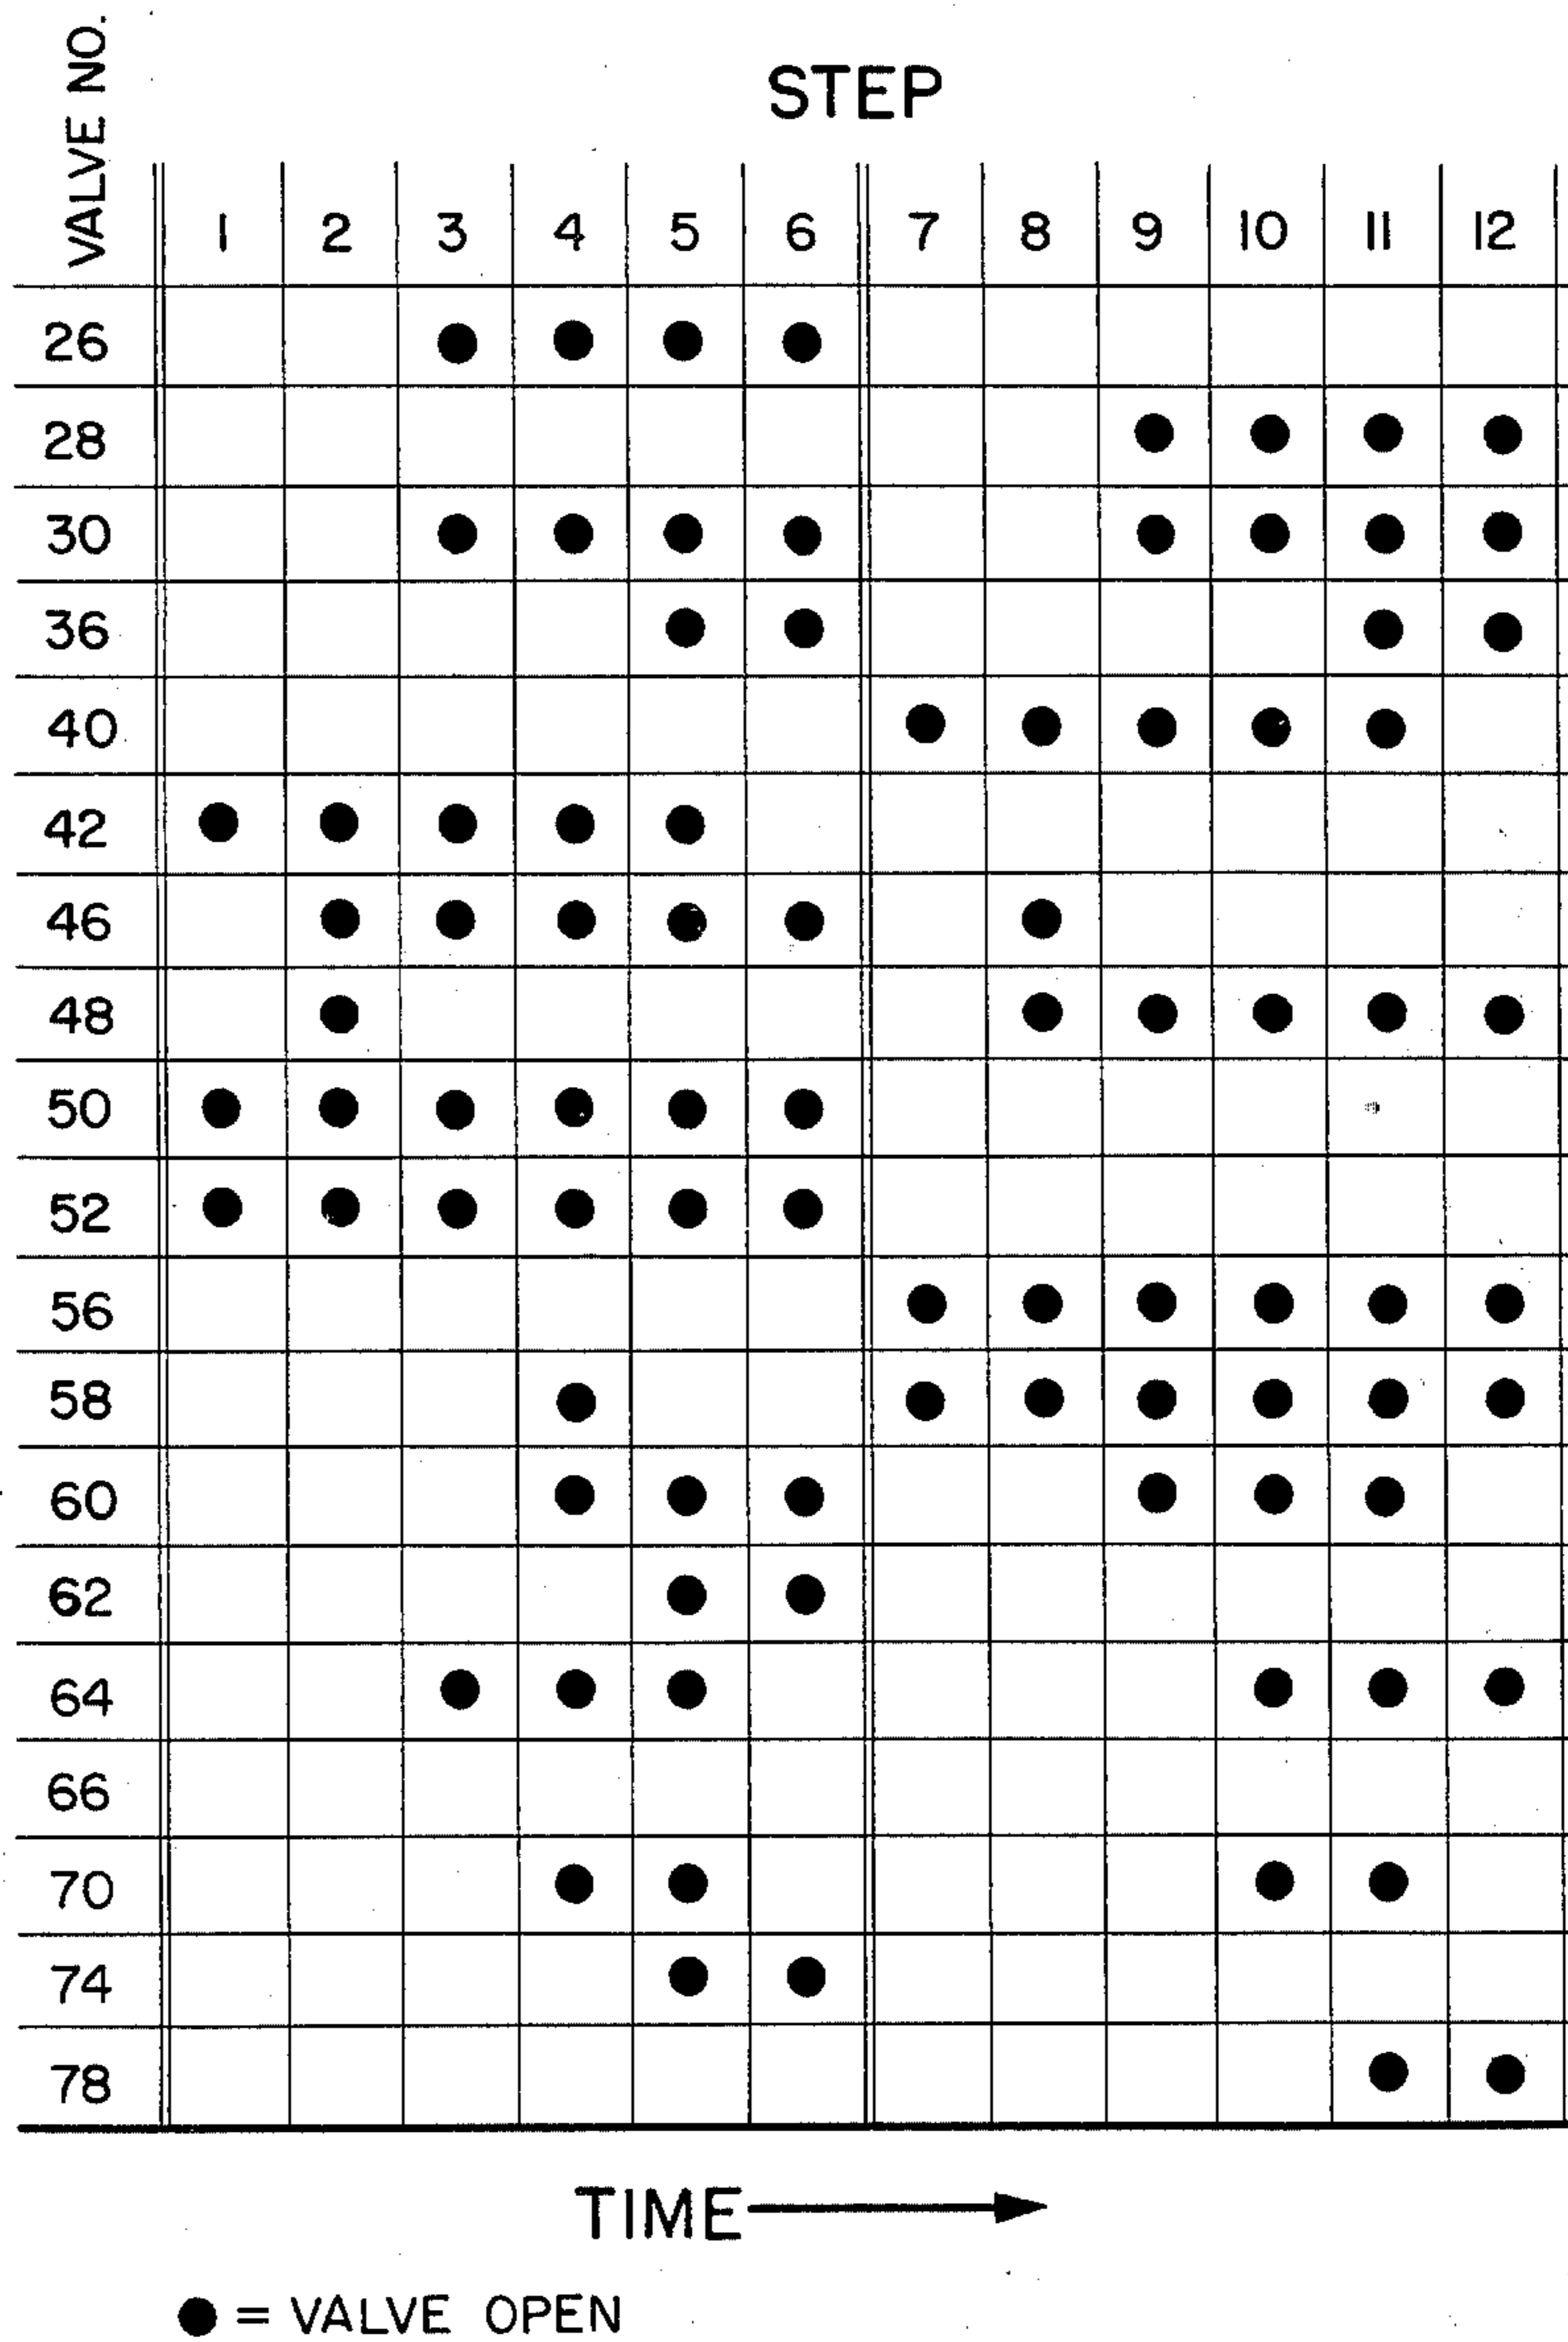 VALVE NO.
STEP
1 2 3 4 5 6 7 8 9 10 11 12
26 ● ● ● ●
28 ● ● ● ●
30 ● ● ● ● ● ● ● ●
36 ● ● ● ●
40 ● ● ● ● ●
42 ● ● ● ● ●
46 ● ● ● ● ● ●
48 ● ● ● ● ● ●
50 ● ● ● ● ● ●
52 ● ● ● ● ● ●
56 ● ● ● ● ● ●
58 ● ● ● ● ● ● ●
60 ● ● ● ● ● ●
62 ● ●
64 ● ● ● ● ● ●
66
70 ● ● ● ●
74 ● ●
78 ● ●
TIME
● = VALVE OPEN